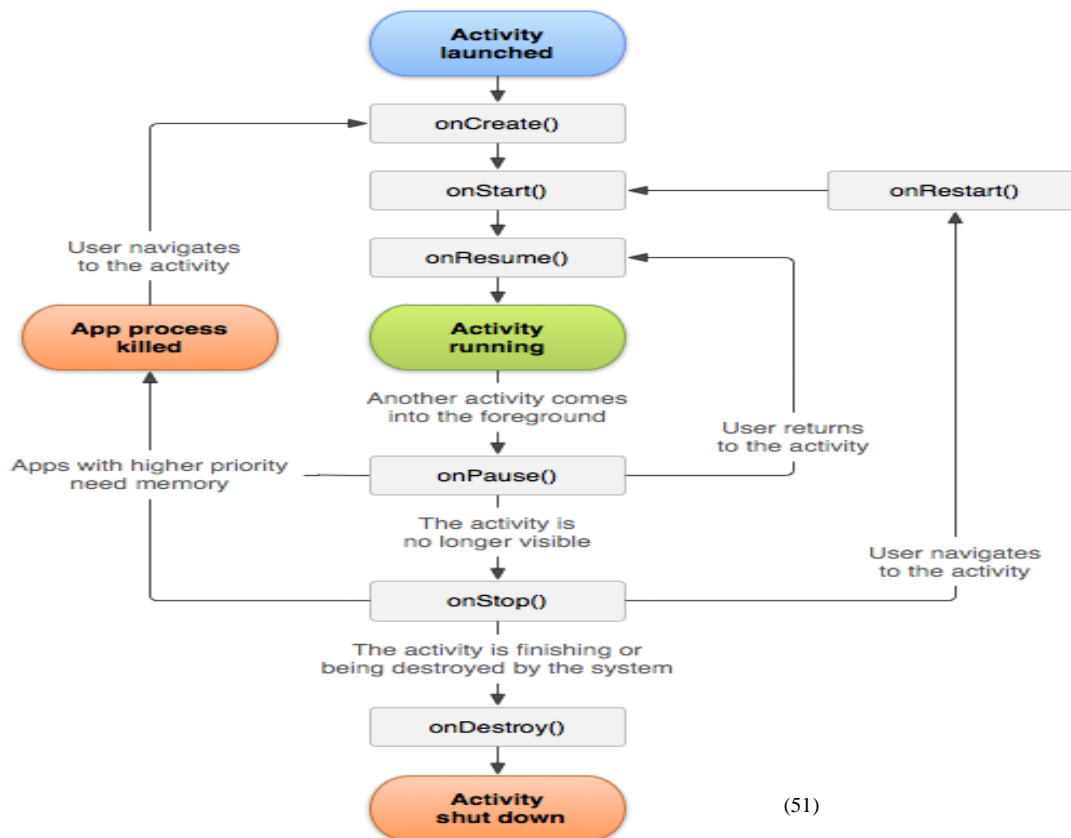 Activity
launched
onCreate()
onStart()
onRestart()
User navigates
to the activity
onResume()
App process
killed
Activity
running
Another activity comes
into the foreground
User returns
to the activity
Apps with higher priority
need memory
onPause()
The activity is
no longer visible
User navigates
to the activity
onStop()
The activity is finishing or
being destroyed by the system
onDestroy()
Activity
shut down
(51)